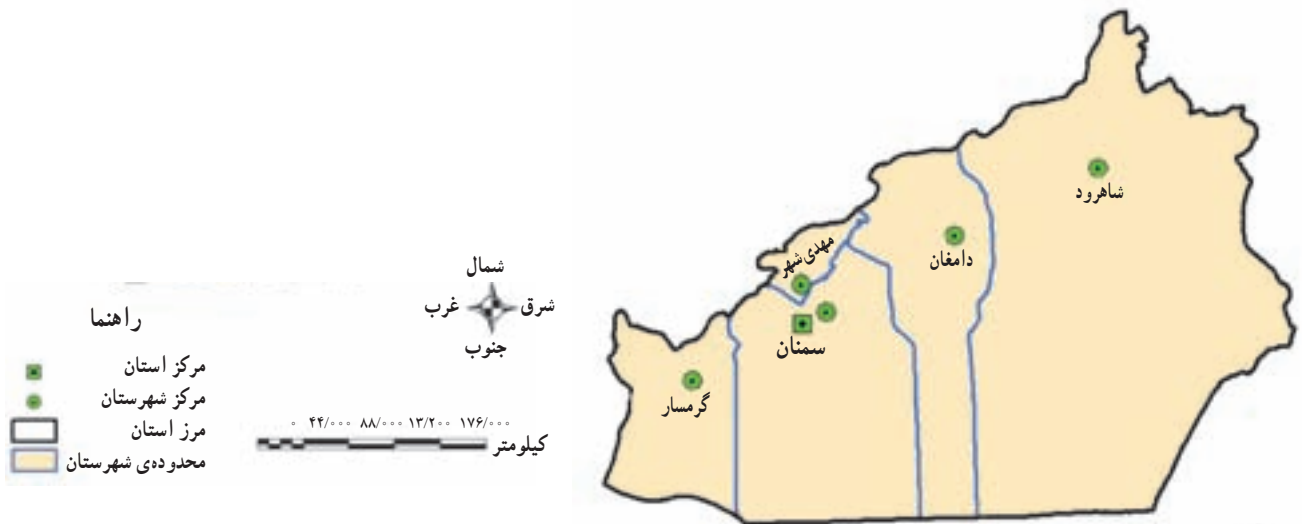 شمال
شرق
غرب
جنوب
راهنما
مرکز استان
مرکز شهرستان
مرز استان
محدوده‌ی شهرستان
۰ ۴۴/۰۰۰ ۸۸/۰۰۰ ۱۳/۲۰۰ ۱۷۶/۰۰۰
کیلومتر
شاهرود
دامغان
مهدی‌شهر
سمنان
گرمسار